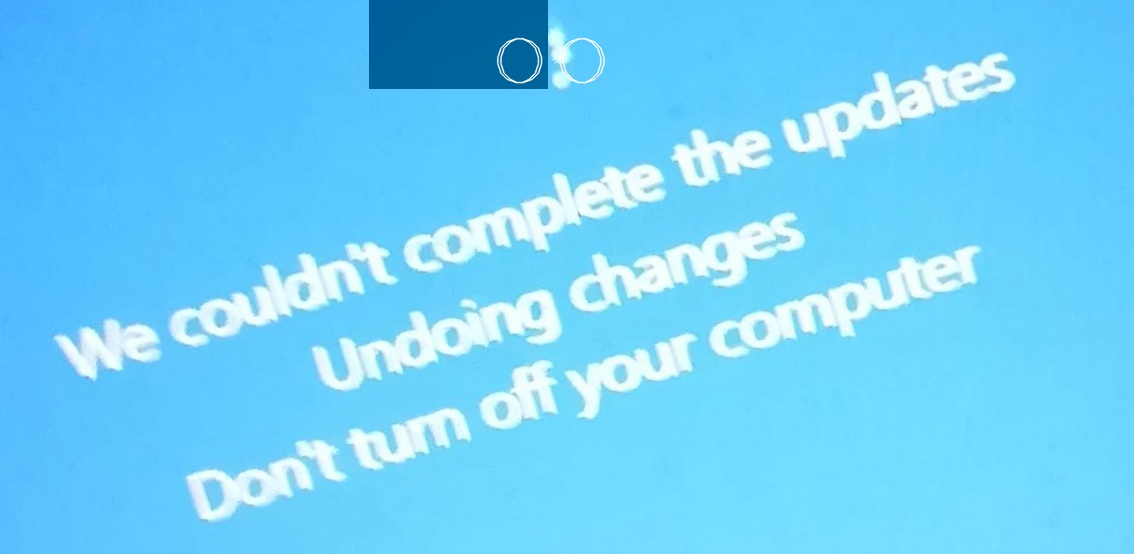 We couldn't complete the updates
Undoing changes
Don't turn off your computer